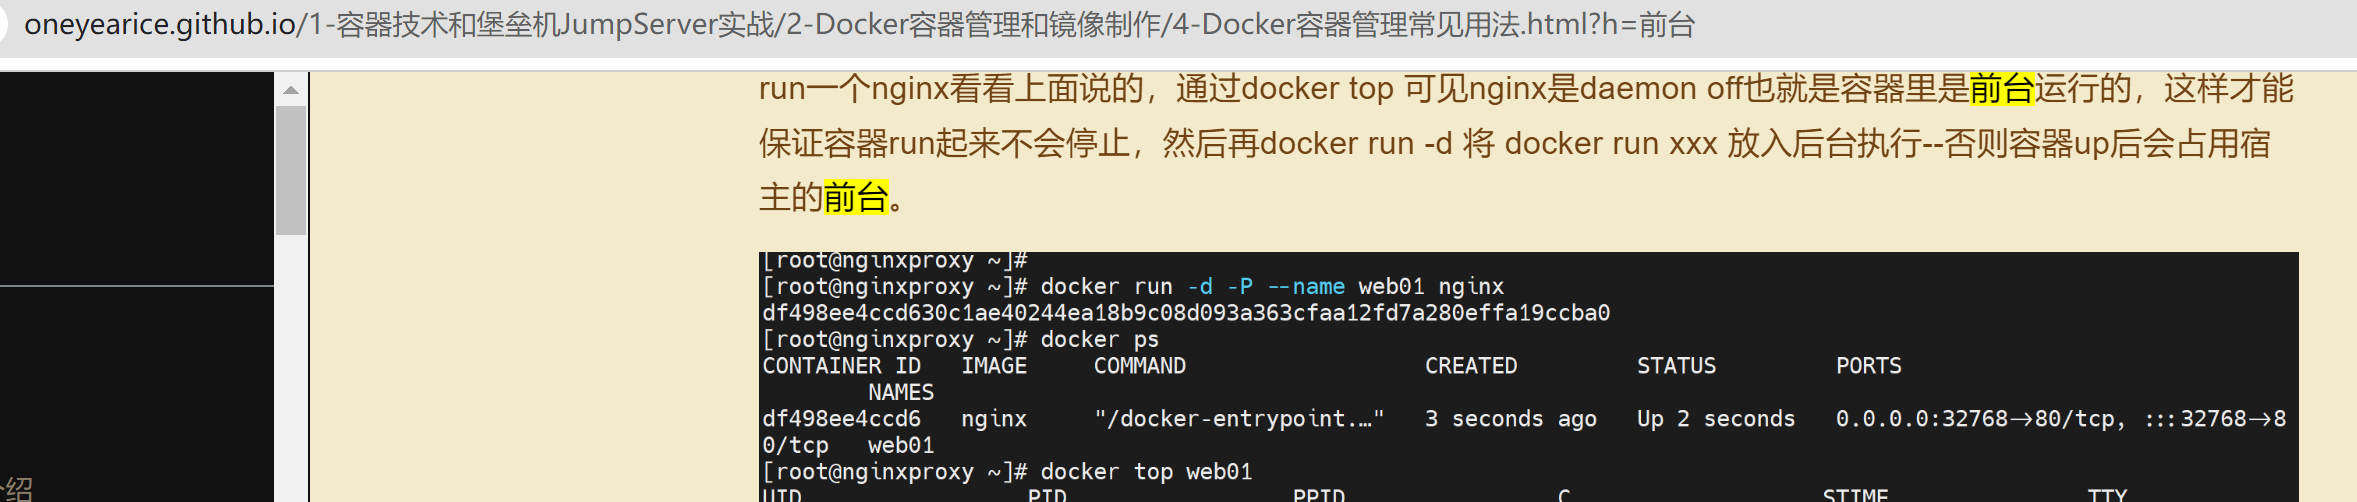 oneyearice.github.io/1-容器技术和堡垒机JumpServer实战/2-Docker容器管理和镜像制作/4-Docker容器管理常见用法.html?h=前台
run一个nginx看看上面说的，通过docker top 可见nginx是daemon off也就是容器里是前台运行的，这样才能
保证容器run起来不会停止，然后再docker run -d 将 docker run xxx 放入后台执行--否则容器up后会占用宿
主的前台。
[root@nginxproxy ~]#
[root@nginxproxy ~]# docker run -d -P --name web01 nginx
df498ee4ccd630c1ae40244ea18b9c08d093a363cfaa12fd7a280effa19ccba0
[root@nginxproxy ~]# docker ps
CONTAINER ID   IMAGE     COMMAND                  CREATED         STATUS         PORTS
        NAMES
df498ee4ccd6   nginx     "/docker-entrypoint.…"   3 seconds ago   Up 2 seconds   0.0.0.0:32768->80/tcp, :::32768->8
0/tcp   web01
[root@nginxproxy ~]# docker top web01
UID                 PID                 PPID                C                   STIME               TTY
绍